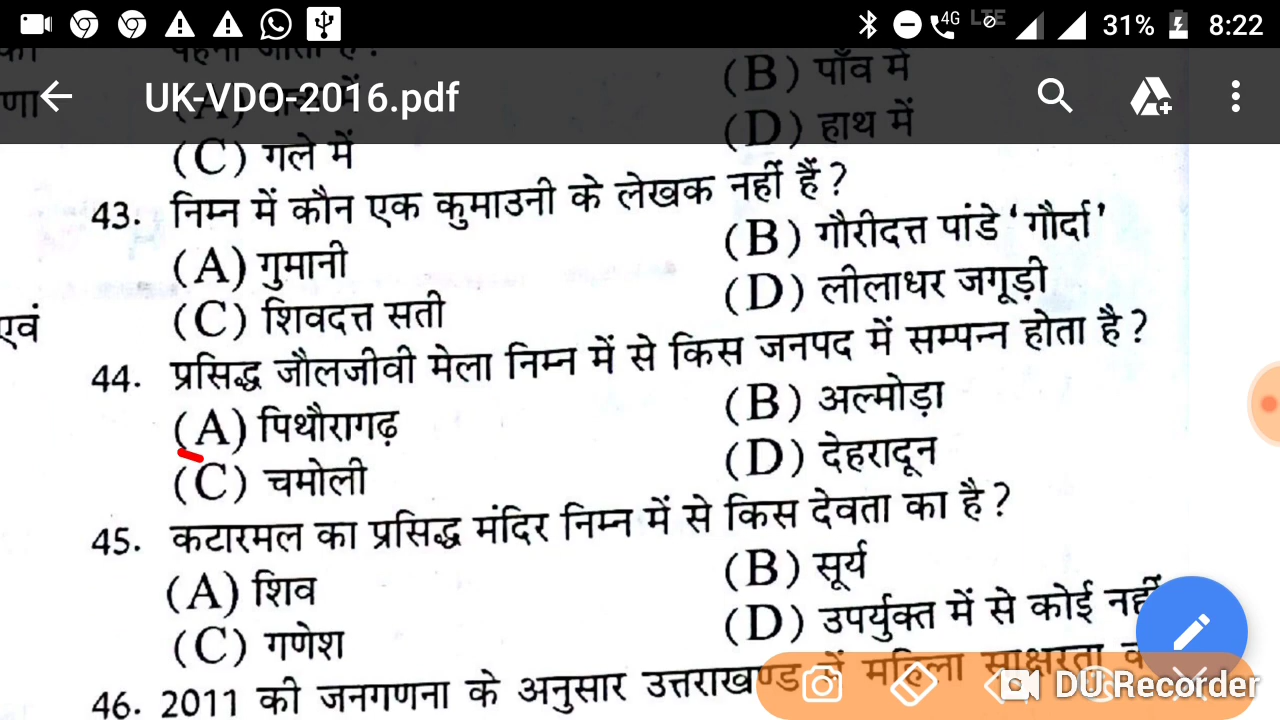 31% 8:22
UK-VDO-2016.pdf
(B) पाँव में
णा
(C) गले में
(D) हाथ में
43. निम्न में कौन एक कुमाउनी के लेखक नहीं हैं ?
(A) गुमानी
(B) गौरीदत्त पांडे ‘गौर्दा’
(C) शिवदत्त सती
(D) लीलाधर जगूड़ी
एवं
44. प्रसिद्ध जौलजीवी मेला निम्न में से किस जनपद में सम्पन्न होता है ?
(A) पिथौरागढ़
(B) अल्मोड़ा
(C) चमोली
(D) देहरादून
45. कटारमल का प्रसिद्ध मंदिर निम्न में से किस देवता का है ?
(A) शिव
(B) सूर्य
(C) गणेश
(D) उपर्युक्त में से कोई नहीं
46. 2011 की जनगणना के अनुसार उत्तराखण्ड में महिला साक्षरता
DU Recorder